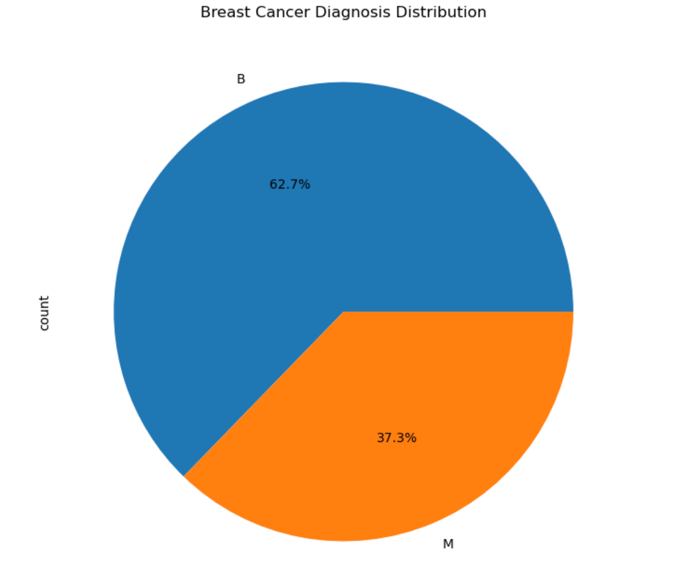 Breast Cancer Diagnosis Distribution
B
62.7%
count
37.3%
M